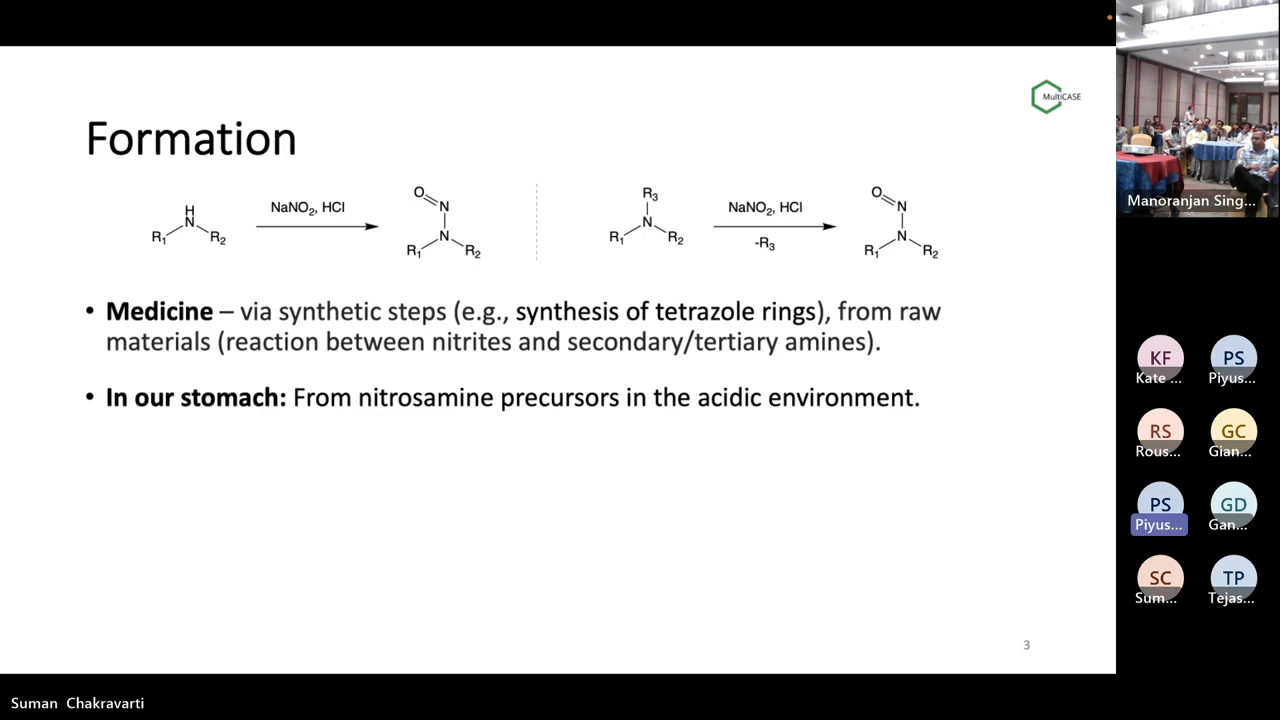 MultiCASE
Formation
H
N
R₁
R₂
NaNO₂, HCl
O
N
N
R₁
R₂
R₃
N
R₁
R₂
NaNO₂, HCl
-R₃
O
N
N
R₁
R₂
• Medicine – via synthetic steps (e.g., synthesis of tetrazole rings), from raw
materials (reaction between nitrites and secondary/tertiary amines).
• In our stomach: From nitrosamine precursors in the acidic environment.
3
Manoranjan Sing...
KF
Kate ...
PS
Piyus...
RS
Rous...
GC
Gian...
PS
Piyus...
GD
Gan...
SC
Sum...
TP
Tejas...
Suman Chakravarti